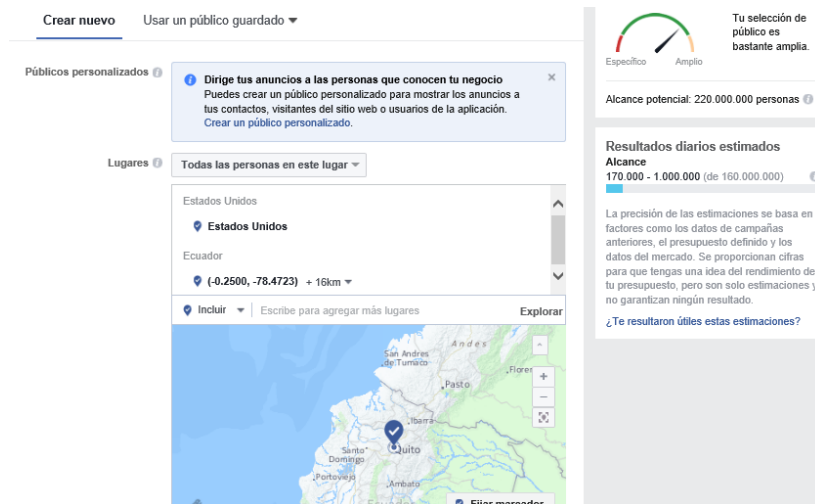 Crear nuevo
Usar un público guardado
Públicos personalizados
Dirige tus anuncios a las personas que conocen tu negocio
Puedes crear un público personalizado para mostrar los anuncios a
tus contactos, visitantes del sitio web o usuarios de la aplicación.
Crear un público personalizado.
Lugares
Todas las personas en este lugar
Estados Unidos
Estados Unidos
Ecuador
(-0.2500, -78.4723) + 16km
Incluir
Escribe para agregar más lugares
Explorar
Andes
San Andres
de Tumaco
Pasto
Ibarra
Quito
Santo
Domingo
Portoviejo
Ambato
Fijar marcador
Específico
Amplio
Tu selección de
público es
bastante amplia.
Alcance potencial: 220.000.000 personas
Resultados diarios estimados
Alcance
170.000 - 1.000.000 (de 160.000.000)
La precisión de las estimaciones se basa en
factores como los datos de campañas
anteriores, el presupuesto definido y los
datos del mercado. Se proporcionan cifras
para que tengas una idea del rendimiento de
tu presupuesto, pero son solo estimaciones y
no garantizan ningún resultado.
¿Te resultaron útiles estas estimaciones?